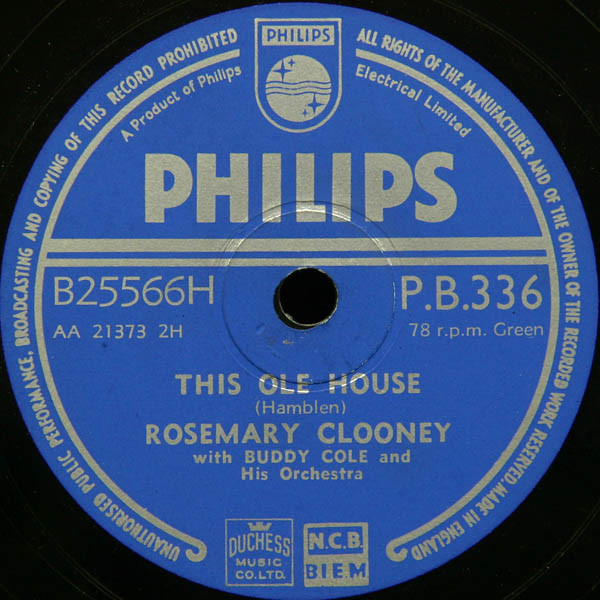 PHILIPS
A Product of Philips Electrical Limited
PHILIPS
B25566H
P.B.336
AA 21373 2H
78 r.p.m. Green
THIS OLE HOUSE
(Hamblen)
ROSEMARY CLOONEY
with BUDDY COLE and
His Orchestra
DUCHESS
MUSIC
CO.LTD.
N.C.B.
BIEM
ALL RIGHTS OF THE MANUFACTURER AND OF THE OWNER OF THE RECORDED WORK RESERVED. MADE IN ENGLAND
UNAUTHORISED PUBLIC PERFORMANCE, BROADCASTING AND COPYING OF THIS RECORD PROHIBITED